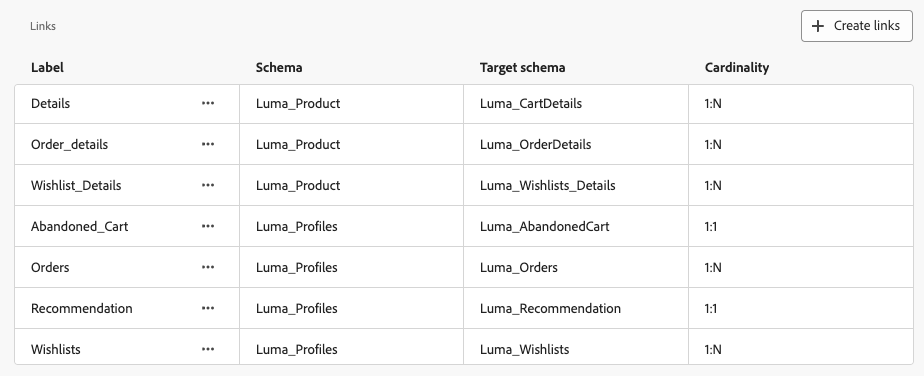 Links
Create links
Label Schema Target schema Cardinality
Details ••• Luma_Product Luma_CartDetails 1:N
Order_details ••• Luma_Product Luma_OrderDetails 1:N
Wishlist_Details ••• Luma_Product Luma_Wishlists_Details 1:N
Abandoned_Cart ••• Luma_Profiles Luma_AbandonedCart 1:1
Orders ••• Luma_Profiles Luma_Orders 1:N
Recommendation ••• Luma_Profiles Luma_Recommendation 1:1
Wishlists ••• Luma_Profiles Luma_Wishlists 1:N